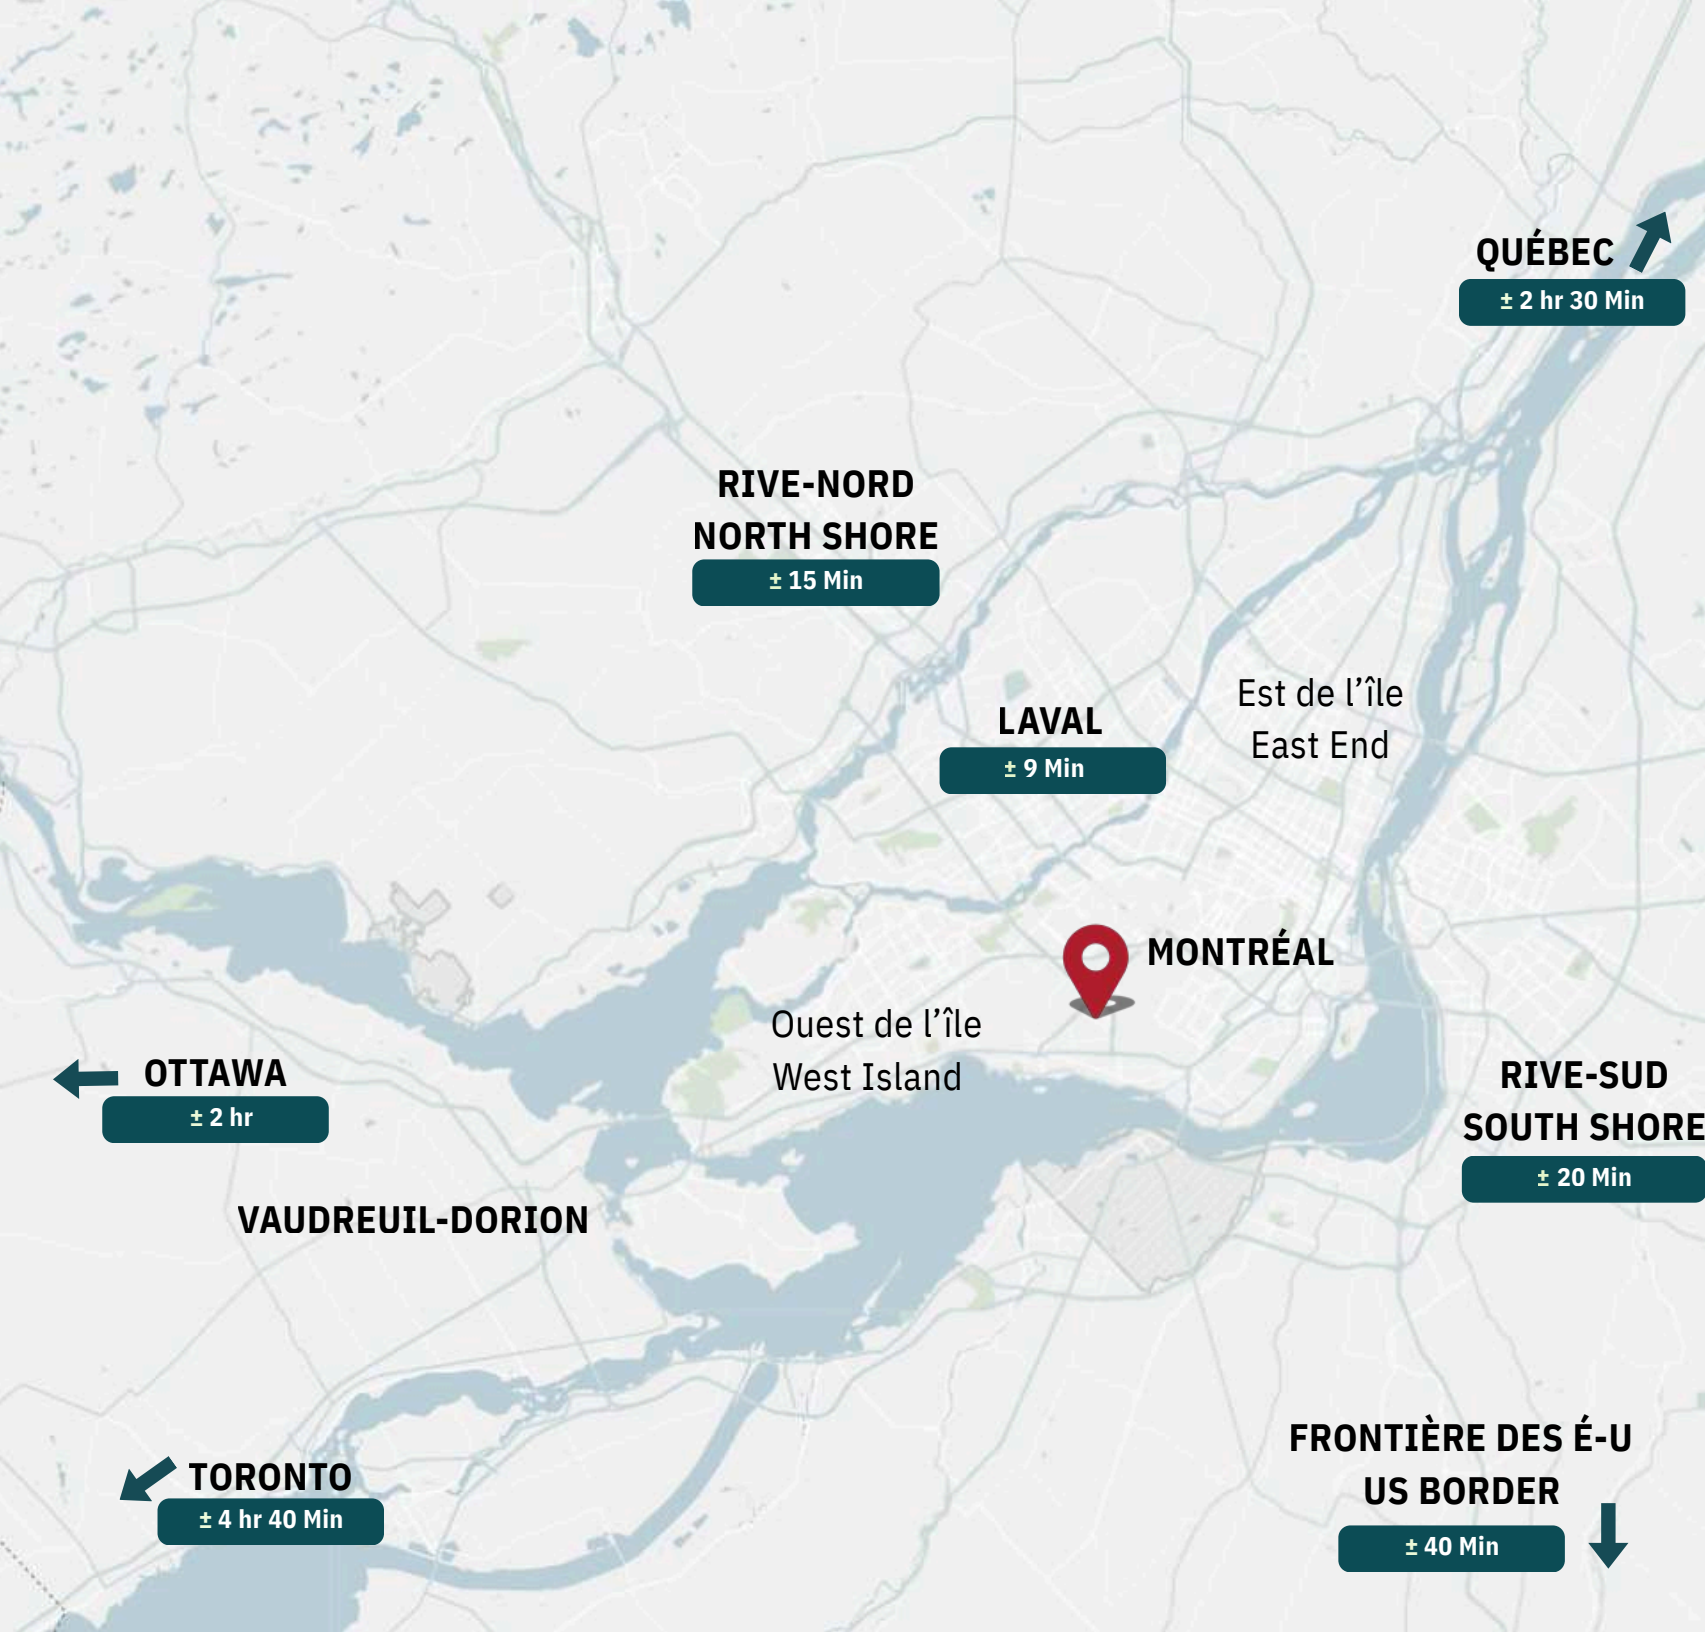 QUÉBEC
± 2 hr 30 Min
RIVE-NORD
NORTH SHORE
± 15 Min
Est de l’île
East End
LAVAL
± 9 Min
MONTRÉAL
Ouest de l’île
West Island
OTTAWA
± 2 hr
RIVE-SUD
SOUTH SHORE
± 20 Min
VAUDREUIL-DORION
FRONTIÈRE DES É-U
US BORDER
± 40 Min
TORONTO
± 4 hr 40 Min